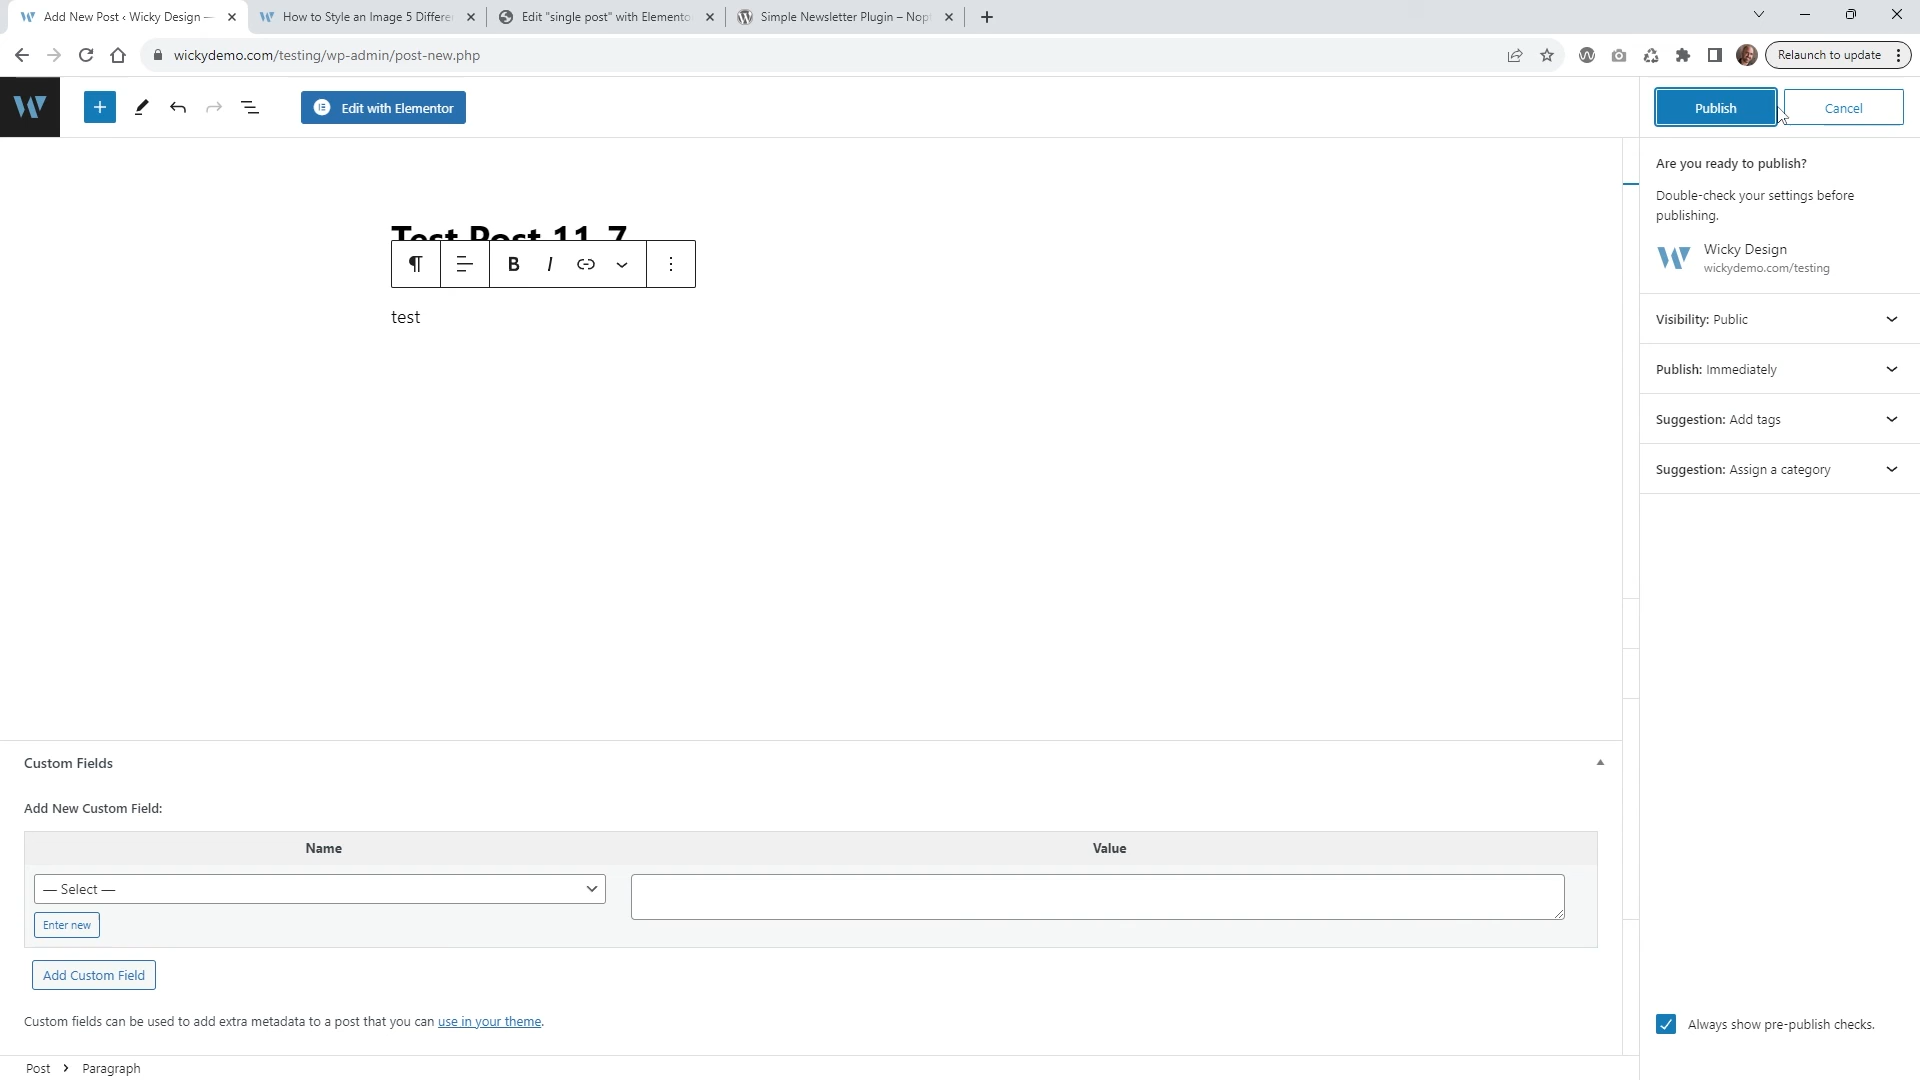 Add New Post ‹ Wicky Design —
How to Style an Image 5 Differe
Edit "single post" with Elemento
Simple Newsletter Plugin – Nopt
wickydemo.com/testing/wp-admin/post-new.php
Relaunch to update
Edit with Elementor
Publish
Cancel
Are you ready to publish?
Double-check your settings before
publishing.
Wicky Design
wickydemo.com/testing
Visibility: Public
Publish: Immediately
Suggestion: Add tags
Suggestion: Assign a category
Test Post 11-7
B I
test
Custom Fields
Add New Custom Field:
Name
Value
— Select —
Enter new
Add Custom Field
Custom fields can be used to add extra metadata to a post that you can use in your theme.
Always show pre-publish checks.
Post
Paragraph